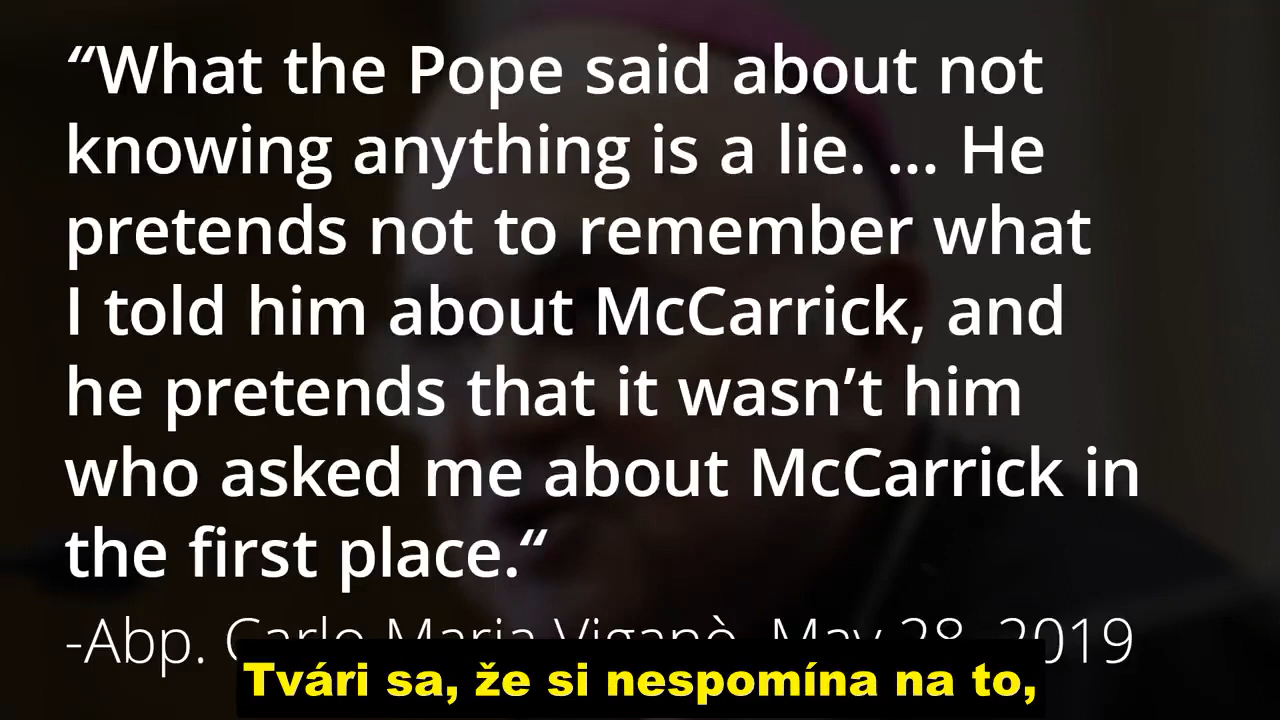 “What the Pope said about not
knowing anything is a lie. ... He
pretends not to remember what
I told him about McCarrick, and
he pretends that it wasn’t him
who asked me about McCarrick in
the first place.“
-Abp. Carlo Maria Viganò, May 28, 2019
Tvári sa, že si nespomína na to,